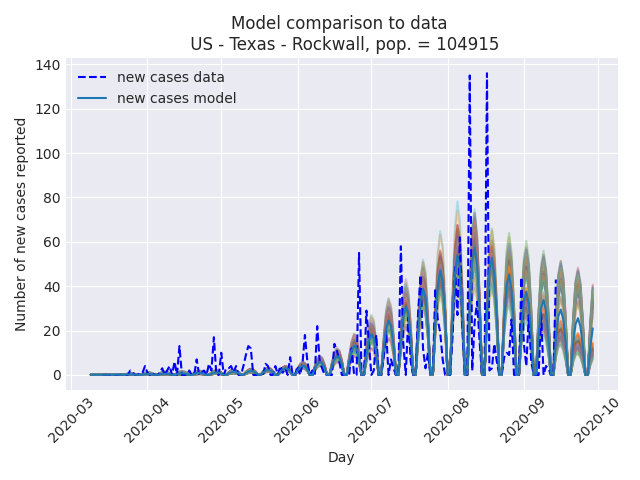 Model comparison to data
US - Texas - Rockwall, pop. = 104915
new cases data
new cases model
Number of new cases reported
140
120
100
80
60
40
20
0
2020-03
2020-04
2020-05
2020-06
2020-07
2020-08
2020-09
2020-10
Day